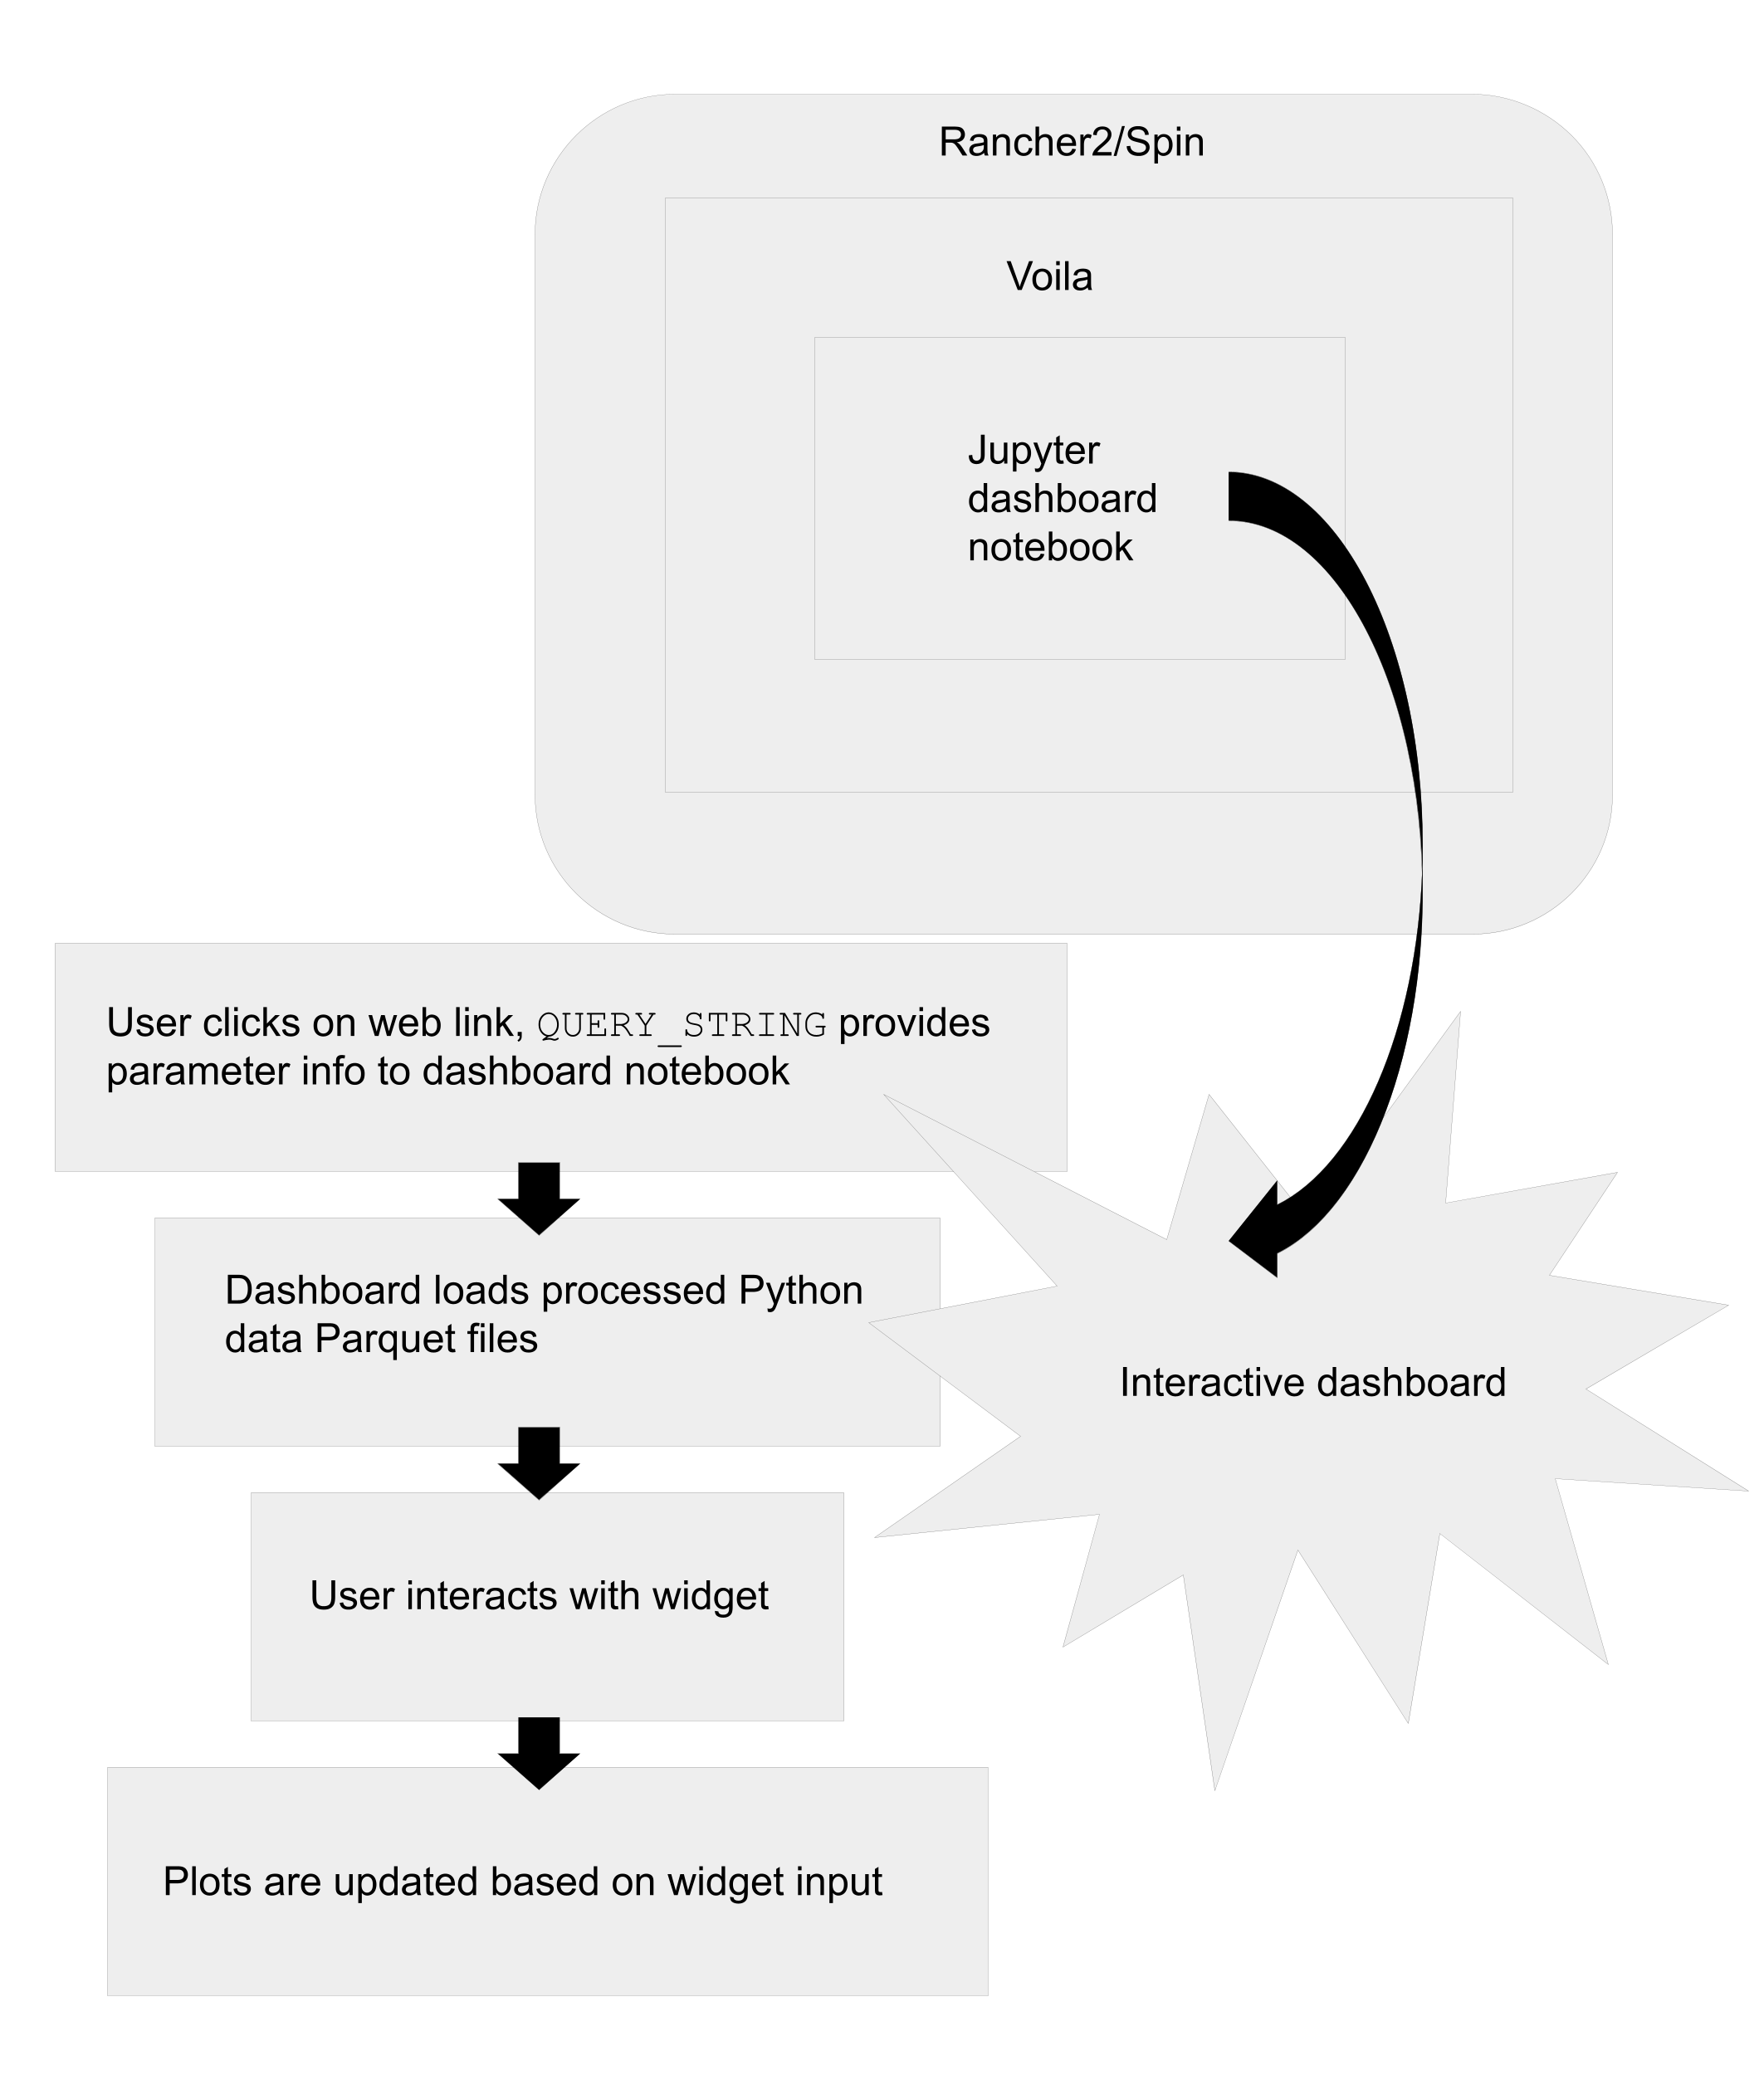 Rancher2/Spin
Voila
Jupyter
dashboard
notebook
User clicks on web link, QUERY_STRING provides
parameter info to dashboard notebook
Dashboard loads processed Python
data Parquet files
Interactive dashboard
User interacts with widget
Plots are updated based on widget input